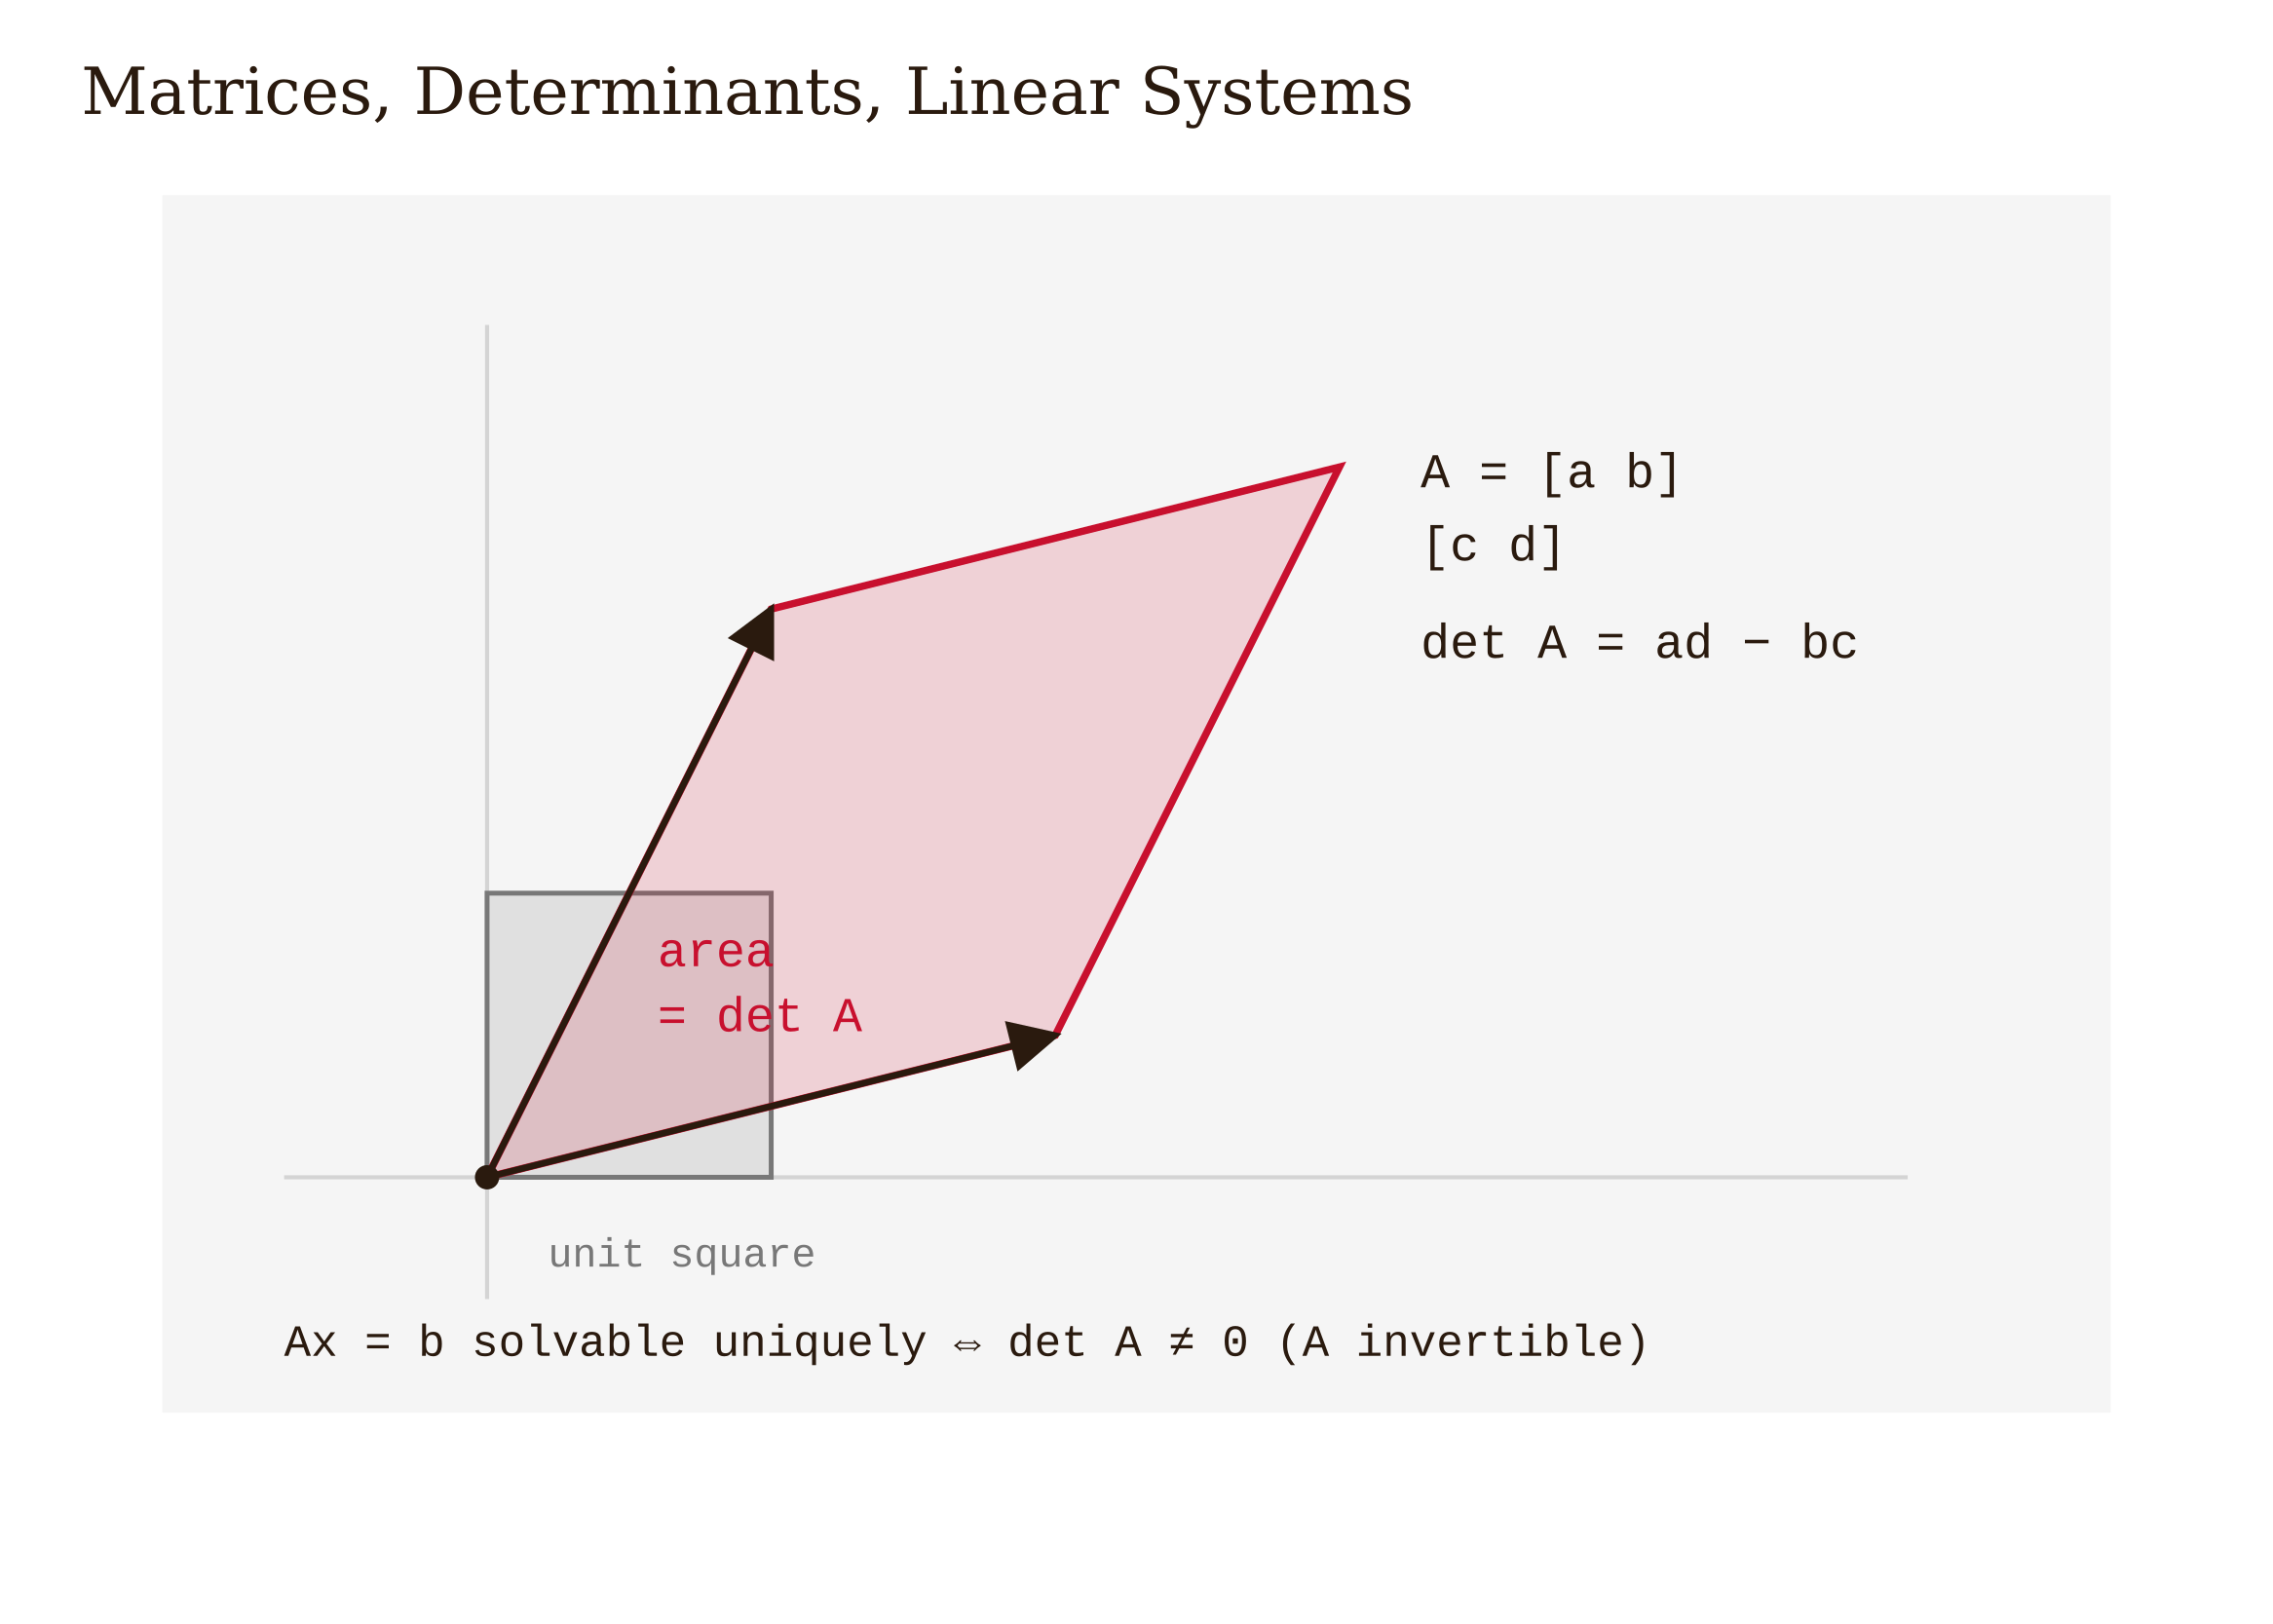 Matrices, Determinants, Linear Systems
A = [a b]
[c d]
det A = ad − bc
area
= det A
unit square
Ax = b solvable uniquely ⇔ det A ≠ 0 (A invertible)